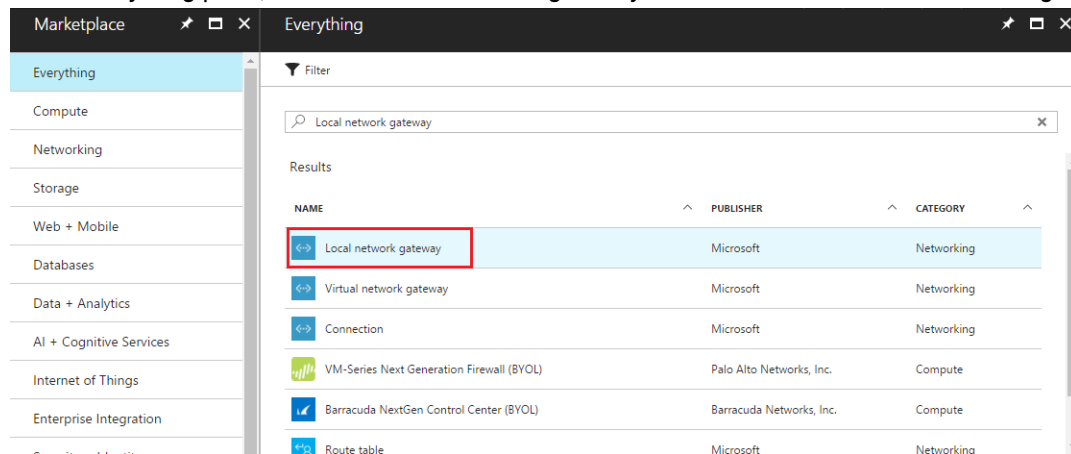 Marketplace
Everything
Compute
Networking
Storage
Web + Mobile
Databases
Data + Analytics
AI + Cognitive Services
Internet of Things
Enterprise Integration
Everything
Filter
Local network gateway
Results
NAME PUBLISHER CATEGORY
Local network gateway Microsoft Networking
Virtual network gateway Microsoft Networking
Connection Microsoft Networking
VM-Series Next Generation Firewall (BYOL) Palo Alto Networks, Inc. Compute
Barracuda NextGen Control Center (BYOL) Barracuda Networks, Inc. Compute
Route table Microsoft Networking